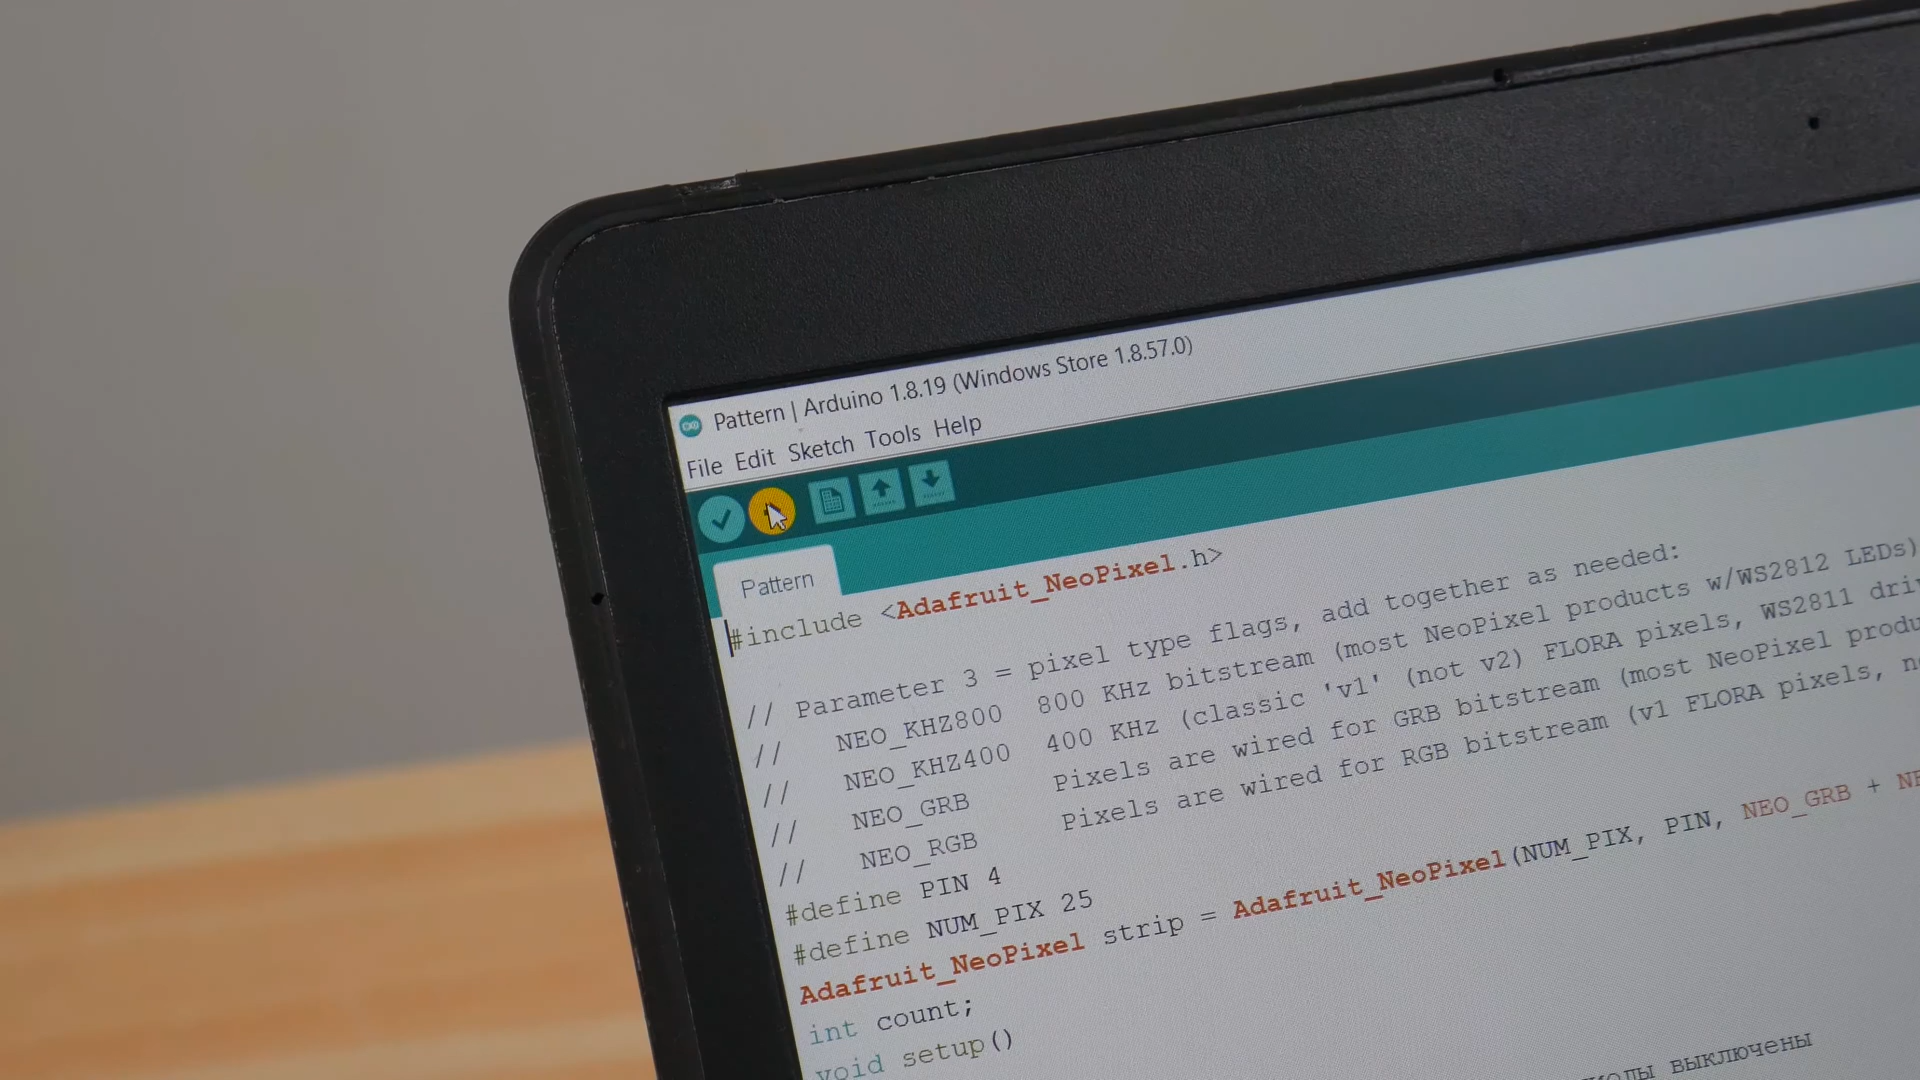 Pattern | Arduino 1.8.19 (Windows Store 1.8.57.0)
File Edit Sketch Tools Help
Pattern
#include <Adafruit_NeoPixel.h>
// Parameter 3 = pixel type flags, add together as needed:
// NEO_KHZ800 800 KHz bitstream (most NeoPixel products w/WS2812 LEDs)
// NEO_KHZ400 400 KHz (classic 'v1' (not v2) FLORA pixels, WS2811
// NEO_GRB Pixels are wired for GRB bitstream (most NeoPixel
// NEO_RGB Pixels are wired for RGB bitstream (v1 FLORA pixels,
#define PIN 4
#define NUM_PIX 25
Adafruit_NeoPixel strip = Adafruit_NeoPixel(NUM_PIX, PIN, NEO_GRB +
int count;
void setup()
выключены